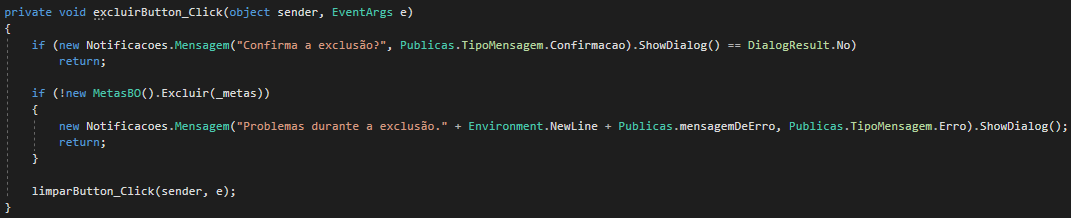 private void excluirButton_Click(object sender, EventArgs e)
{
    if (new Notificacoes.Mensagem("Confirma a exclusão?", Publicas.TipoMensagem.Confirmacao).ShowDialog() == DialogResult.No)
        return;

    if (!new MetasBO().Excluir(_metas))
    {
        new Notificacoes.Mensagem("Problemas durante a exclusão." + Environment.NewLine + Publicas.mensagemDeErro, Publicas.TipoMensagem.Erro).ShowDialog();
        return;
    }

    limparButton_Click(sender, e);
}